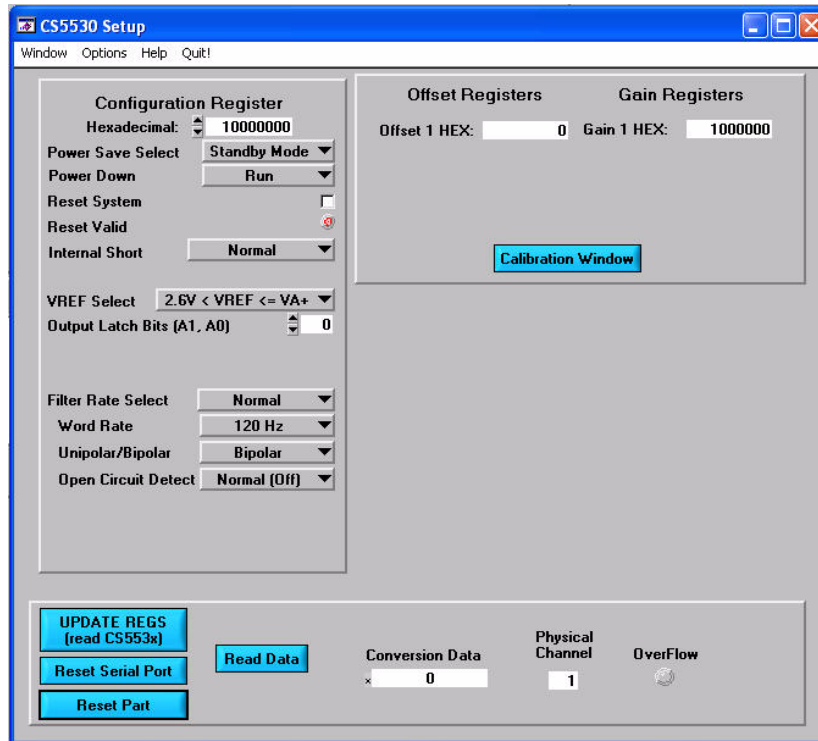 CS5530 Setup
Window Options Help Quit!
Configuration Register
Hexadecimal: 10000000
Power Save Select Standby Mode
Power Down Run
Reset System
Reset Valid
Internal Short Normal
VREF Select 2.6V < VREF <= VA+
Output Latch Bits (A1, A0) 0
Filter Rate Select Normal
Word Rate 120 Hz
Unipolar/Bipolar Bipolar
Open Circuit Detect Normal (Off)
Offset Registers Gain Registers
Offset 1 HEX: 0 Gain 1 HEX: 1000000
Calibration Window
UPDATE REGS
(read CS553x)
Reset Serial Port
Reset Part
Read Data
Conversion Data
x 0
Physical
Channel
1
OverFlow